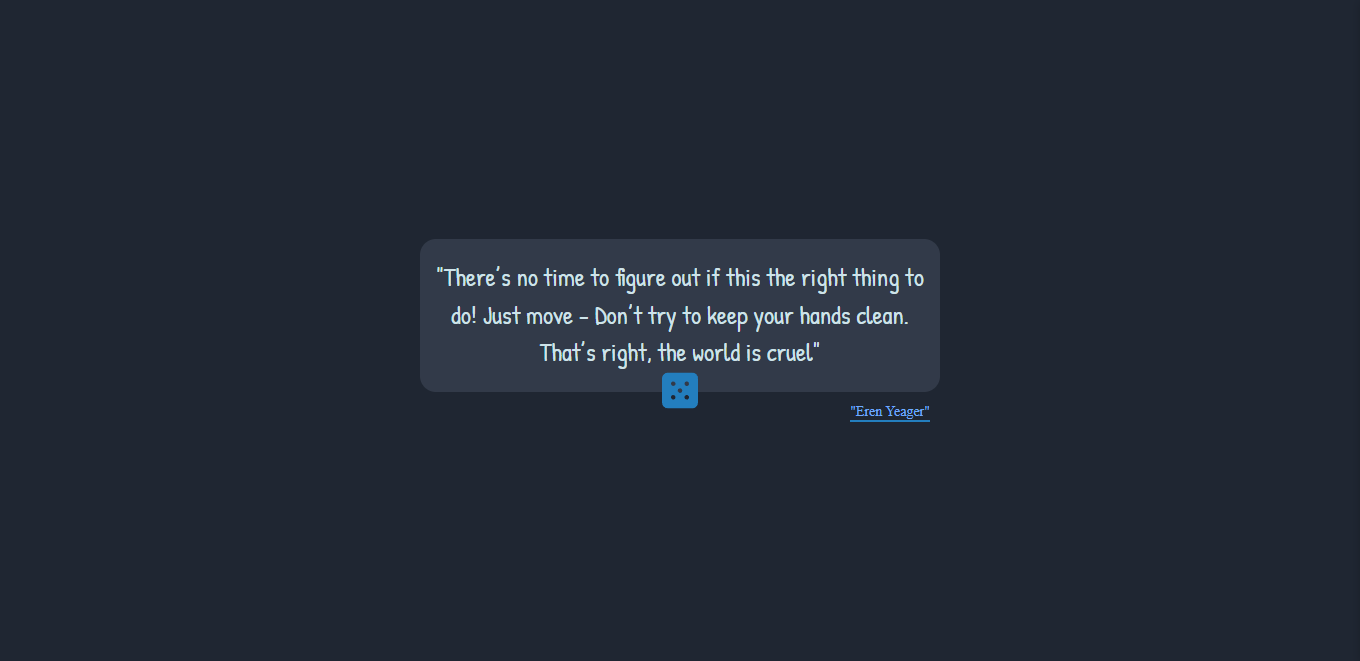 "There's no time to figure out if this the right thing to
do! Just move – Don't try to keep your hands clean.
That's right, the world is cruel"
"Eren Yeager"